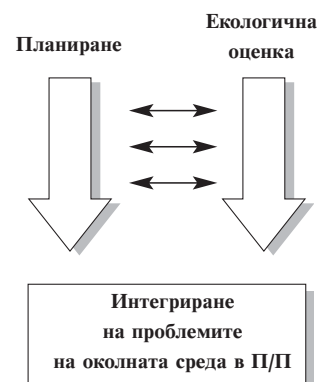 Планиране
Екологична
оценка
Интегриране
на проблемите
на околната среда в П/П